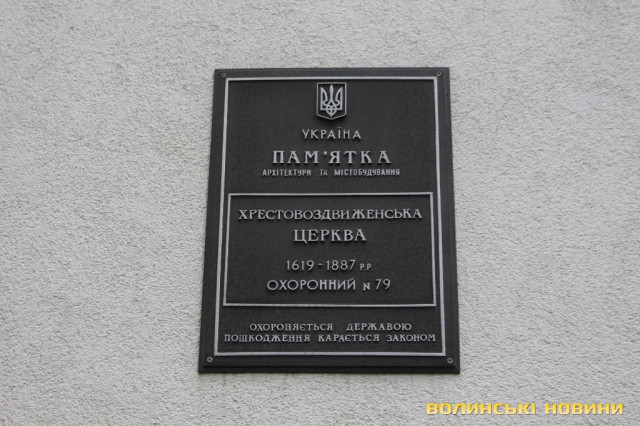 УКРАЇНА
ПАМ'ЯТКА
АРХІТЕКТУРИ ТА МІСТОБУДУВАННЯ
ХРЕСТОВОЗДВИЖЕНСЬКА
ЦЕРКВА
1619-1887 Р.Р.
ОХОРОННИЙ N 79
ОХОРОНЯЄТЬСЯ ДЕРЖАВОЮ
ПОШКОДЖЕННЯ КАРАЄТЬСЯ ЗАКОНОМ
ВОЛИНСЬКІ НОВИНИ